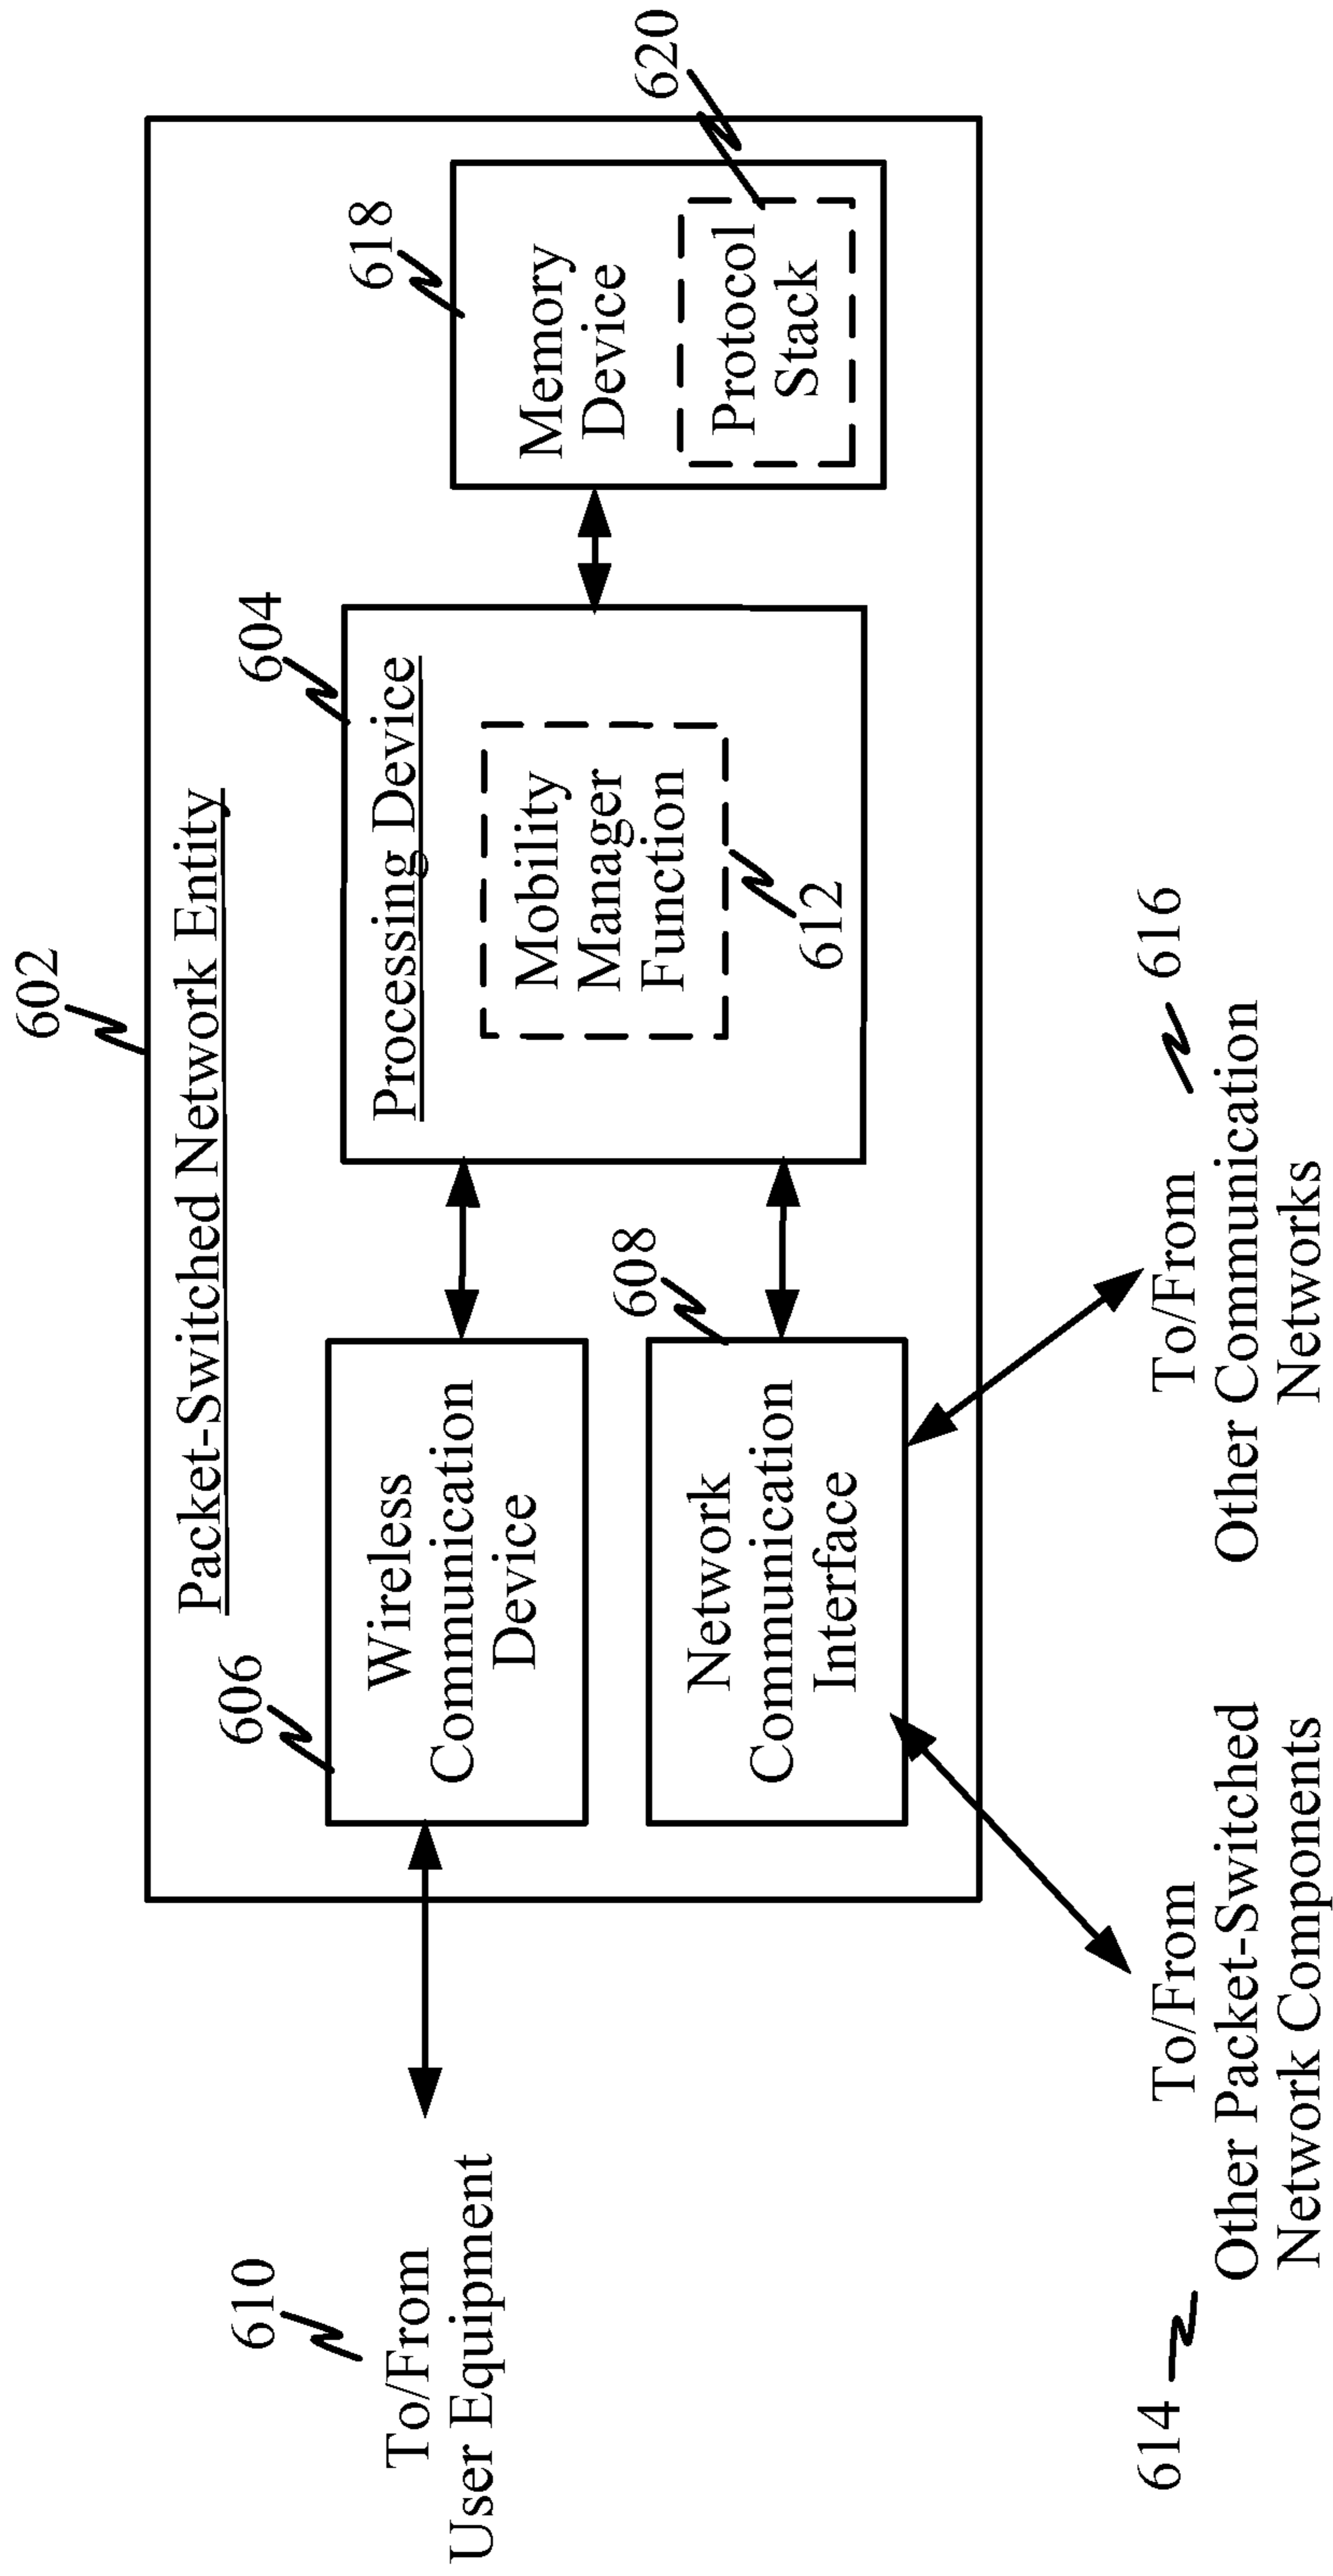 602
Packet-Switched Network Entity
610
To/From
User Equipment
606
Wireless
Communication
Device
604
Processing Device
Mobility
Manager
Function
612
618
Memory
Device
620
Protocol
Stack
608
Network
Communication
Interface
614
To/From
Other Packet-Switched
Network Components
616
To/From
Other Communication
Networks